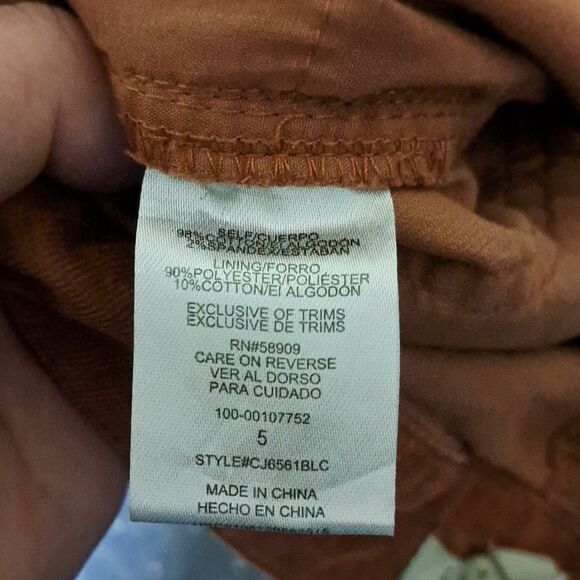 SELF/CUERPO
98%COTTON/ElALGODON
2%SPANDEX/ESTABAN
LINING/FORRO
90%POLYESTER/POLIÉSTER
10%COTTON/El ALGODON
EXCLUSIVE OF TRIMS
EXCLUSIVE DE TRIMS
RN#58909
CARE ON REVERSE
VER AL DORSO
PARA CUIDADO
100-00107752
5
STYLE#CJ6561BLC
MADE IN CHINA
HECHO EN CHINA